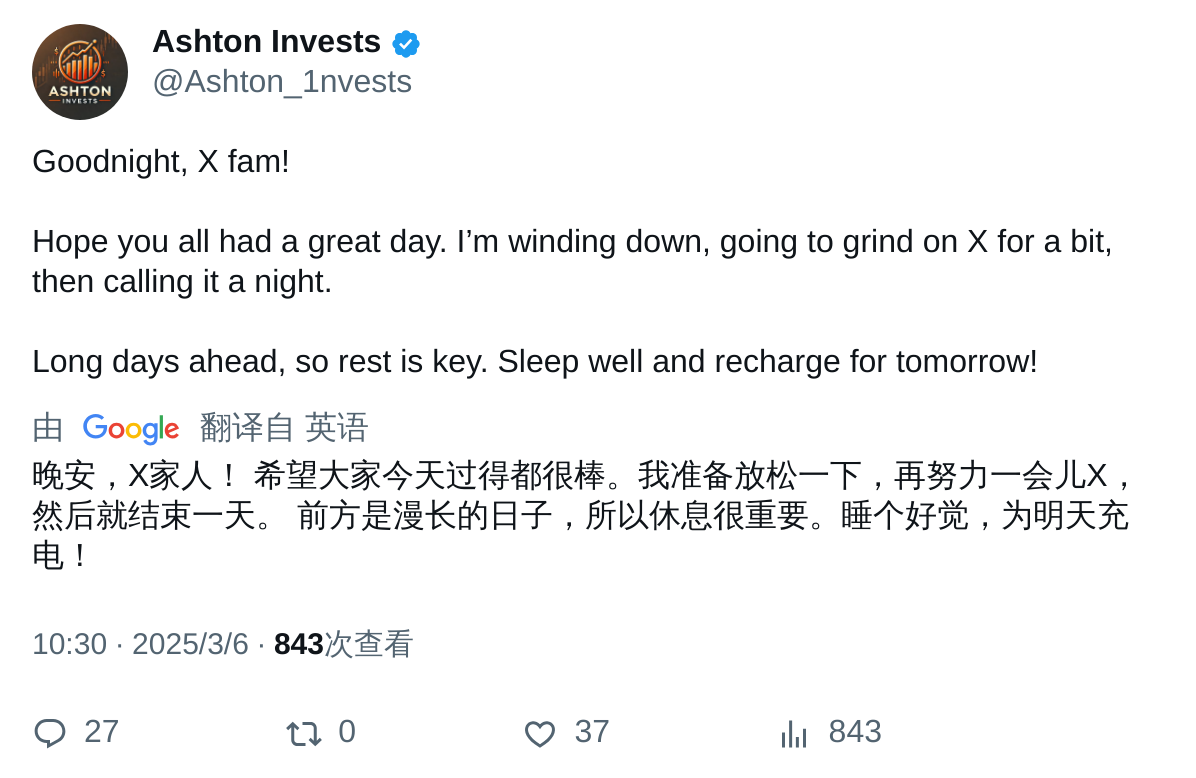 ASHTON
INVESTS
Ashton Invests
@Ashton_1nvests
Goodnight, X fam!
Hope you all had a great day. I’m winding down, going to grind on X for a bit,
then calling it a night.
Long days ahead, so rest is key. Sleep well and recharge for tomorrow!
由 Google 翻译自 英语
晚安，X家人！ 希望大家今天过得都很棒。我准备放松一下，再努力一会儿X，
然后就结束一天。 前方是漫长的日子，所以休息很重要。睡个好觉，为明天充
电！
10:30 · 2025/3/6 · 843次查看
27 0 37 843